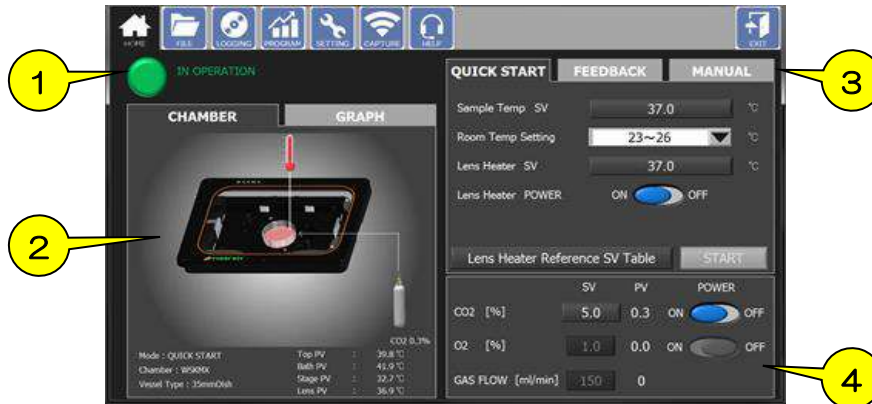 HOME FILE LOGGING PROGRAM SETTING CAPTURE HELP EXIT
1
IN OPERATION
QUICK START FEEDBACK MANUAL
3
CHAMBER GRAPH
Sample Temp SV 37.0 ℃
Room Temp Setting 23~26 ℃
Lens Heater SV 37.0 ℃
Lens Heater POWER ON OFF
2
Lens Heater Reference SV Table START
SV PV POWER
CO2 [%] 5.0 0.3 ON OFF
O2 [%] 1.0 0.0 ON OFF
GAS FLOW [ml/min] 150 0
CO2 0.3%
Mode : QUICK START
Chamber : WSKMX
Vessel Type : 35mmDish
Top PV : 39.8 ℃
Bath PV : 41.9 ℃
Stage PV : 32.7 ℃
Lens PV : 36.9 ℃
4